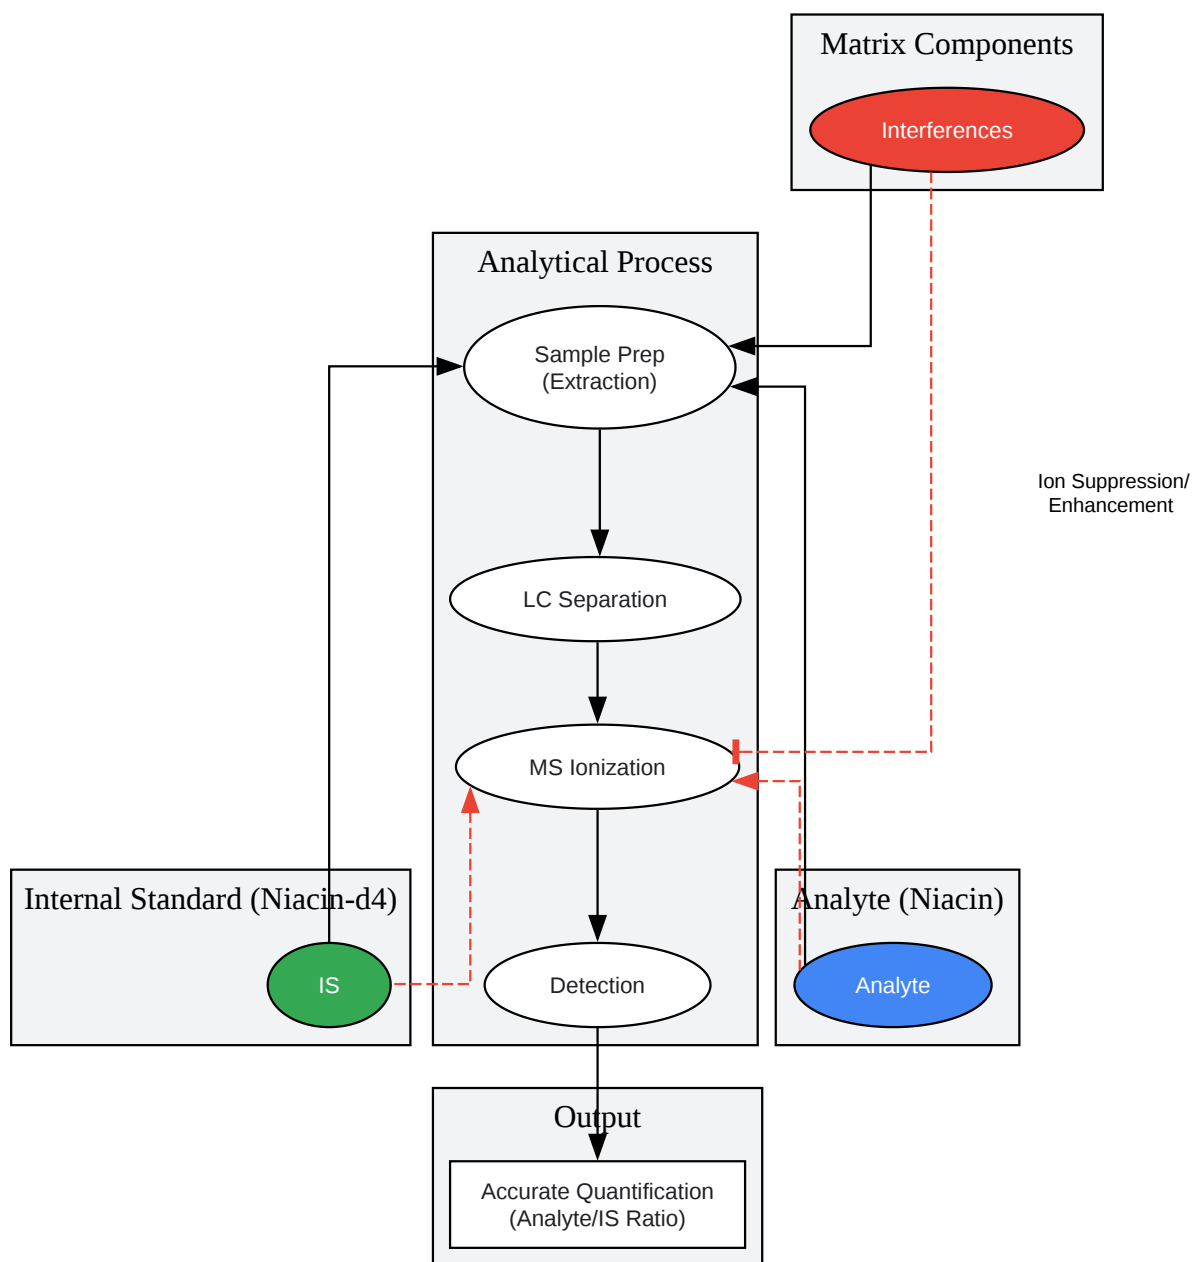 Matrix Components
Interferences
Analytical Process
Sample Prep
(Extraction)
Ion Suppression/
Enhancement
LC Separation
MS Ionization
Internal Standard (Niacin-d4)
IS
Detection
Analyte (Niacin)
Analyte
Output
Accurate Quantification
(Analyte/IS Ratio)